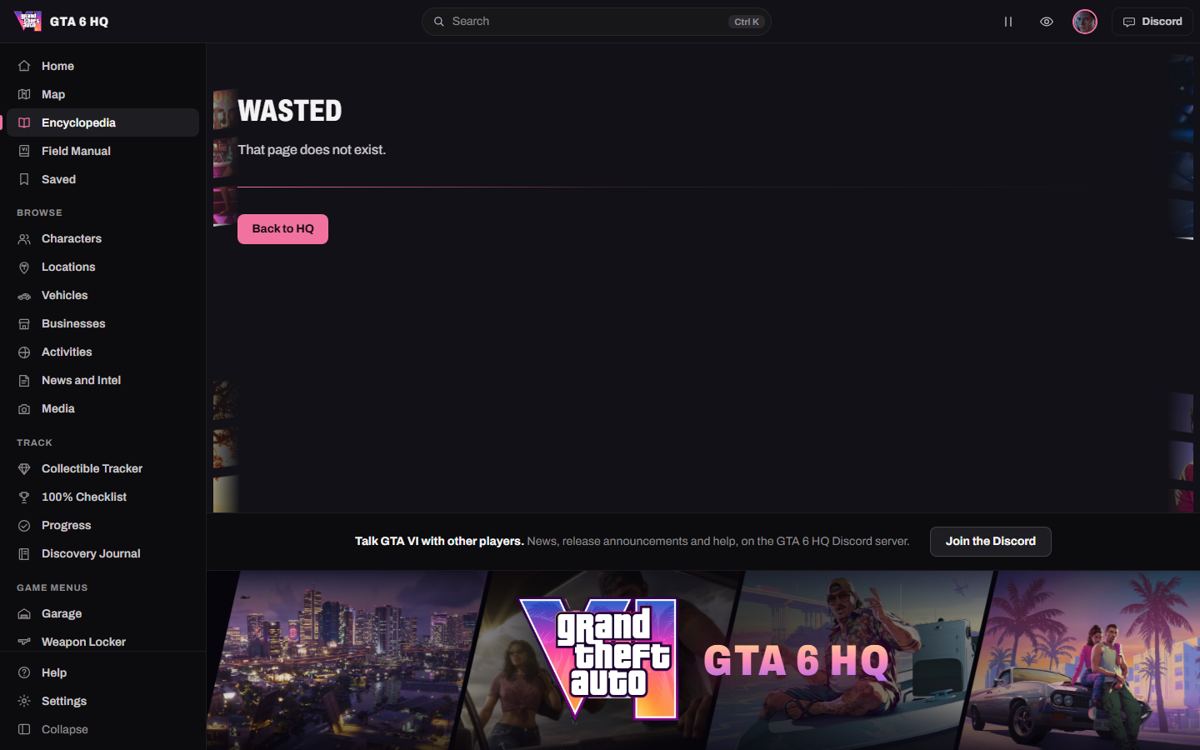 GTA 6 HQ
Search
Ctrl K
Discord
Home
Map
Encyclopedia
Field Manual
Saved
BROWSE
Characters
Locations
Vehicles
Businesses
Activities
News and Intel
Media
TRACK
Collectible Tracker
100% Checklist
Progress
Discovery Journal
GAME MENUS
Garage
Weapon Locker
Help
Settings
Collapse
WASTED
That page does not exist.
Back to HQ
Talk GTA VI with other players. News, release announcements and help, on the GTA 6 HQ Discord server.
Join the Discord
grand
theft
auto
VI
GTA 6 HQ